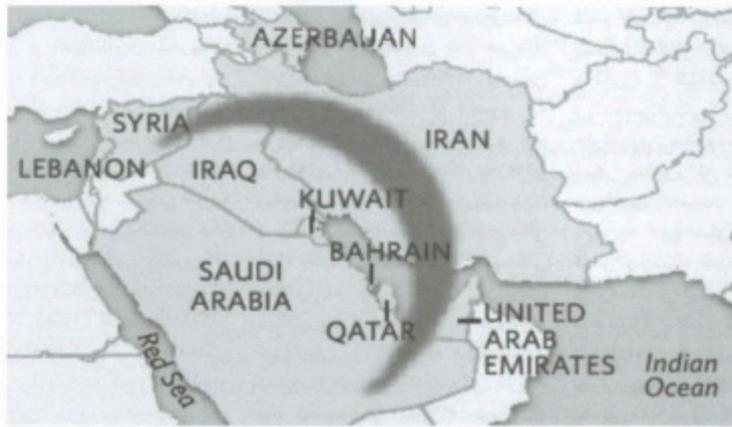 AZERBAIJAN
SYRIA
IRAN
LEBANON
IRAQ
KUWAIT
BAHRAIN
SAUDI
ARABIA
QATAR
UNITED
ARAB
EMIRATES
Red Sea
Indian
Ocean